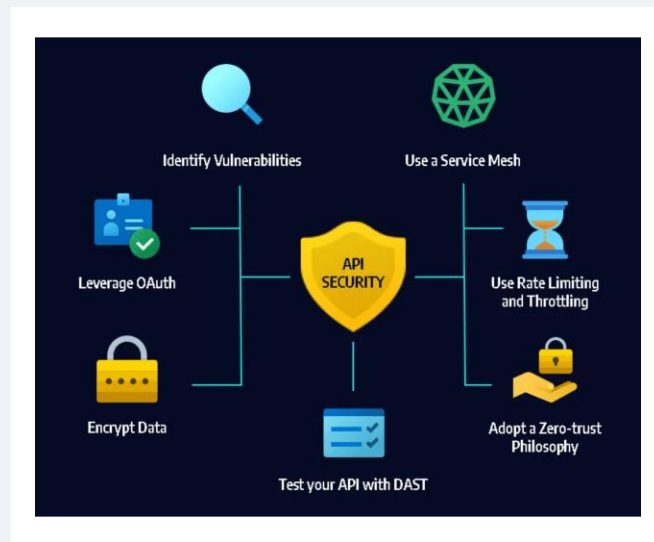 Identify Vulnerabilities
Use a Service Mesh
Leverage OAuth
API
SECURITY
Use Rate Limiting
and Throttling
Encrypt Data
Adopt a Zero-trust
Philosophy
Test your API with DAST